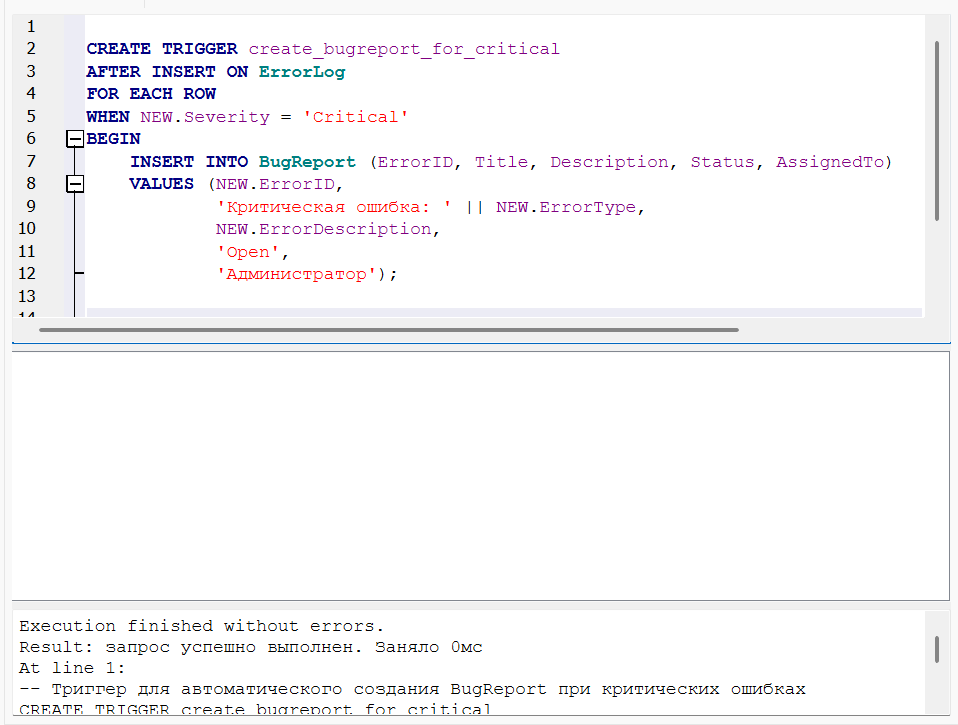 1
2 CREATE TRIGGER create_bugreport_for_critical
3 AFTER INSERT ON ErrorLog
4 FOR EACH ROW
5 WHEN NEW.Severity = 'Critical'
6 BEGIN
7 INSERT INTO BugReport (ErrorID, Title, Description, Status, AssignedTo)
8 VALUES (NEW.ErrorID,
9 'Критическая ошибка: ' || NEW.ErrorType,
10 NEW.ErrorDescription,
11 'Open',
12 'Администратор');
13
14
Execution finished without errors.
Result: запрос успешно выполнен. Заняло 0мс
At line 1:
-- Триггер для автоматического создания BugReport при критических ошибках
CREATE TRIGGER create_bugreport_for_critical